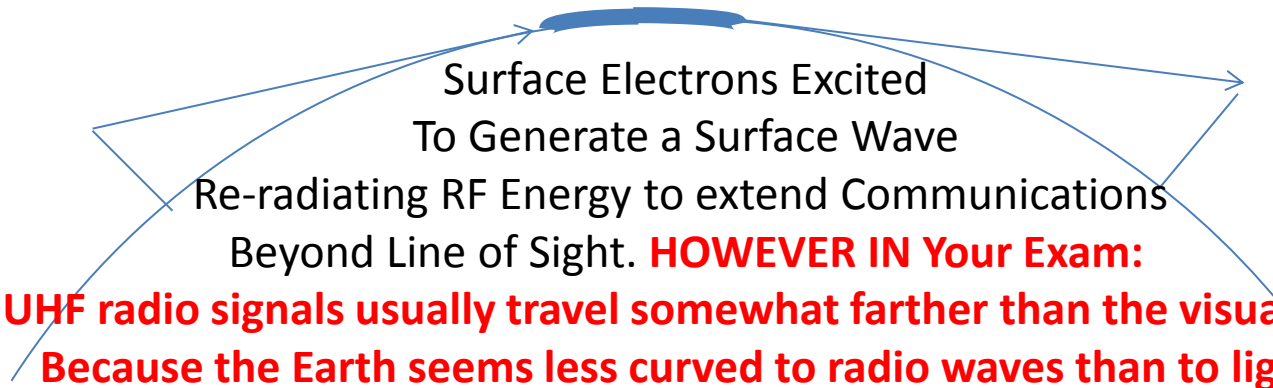 Surface Electrons Excited
To Generate a Surface Wave
Re-radiating RF Energy to extend Communications
Beyond Line of Sight. HOWEVER IN Your Exam:
UHF radio signals usually travel somewhat farther than the
Because the Earth seems less curved to radio waves than to